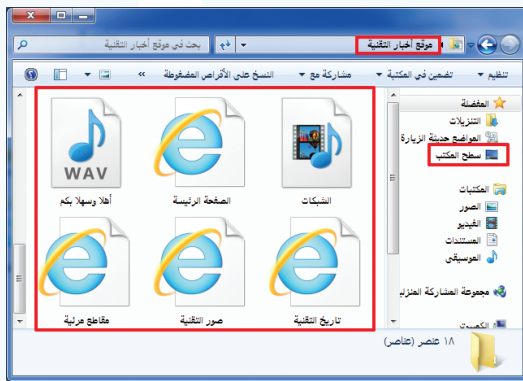 موقع أخبار التقنية
بحث في موقع أخبار التقنية
تنظيم
تضمين في المكتبة
مشاركة مع
النسخ على الأقراص المضغوطة
»
المفضلة
التنزيلات
المواضع حديثة الزيارة
سطح المكتب
المكتبات
الصور
الفيديو
المستندات
الموسيقى
مجموعة المشاركة
الشبكات
الصفحة الرئيسة
WAV
أهلا وسهلا بكم
تاريخ التقنية
صور التقنية
مقاطع مرئية
١٨ عنصر (عناصر)